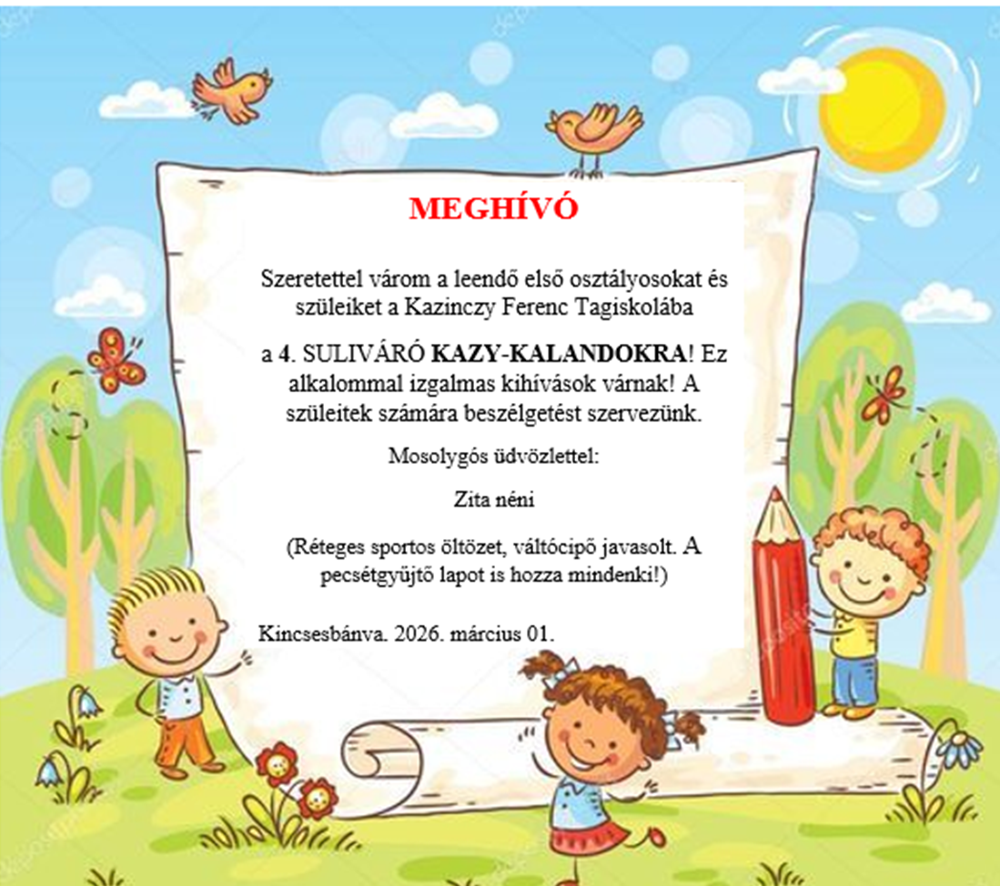 MEGHÍVÓ
Szeretettel várom a leendő első osztályosokat és
szüleiket a Kazinczy Ferenc Tagiskolába
a 4. SULIVÁRÓ KAZY-KALANDOKRA! Ez
alkalommal izgalmas kihívások várnak! A
szüleitek számára beszélgetést szervezünk.
Mosolygós üdvözlettel:
Zita néni
(Réteges sportos öltözet, váltócipő javasolt. A
pecsétgyűjtő lapot is hozza mindenki!)
Kincsesbánya. 2026. március 01.